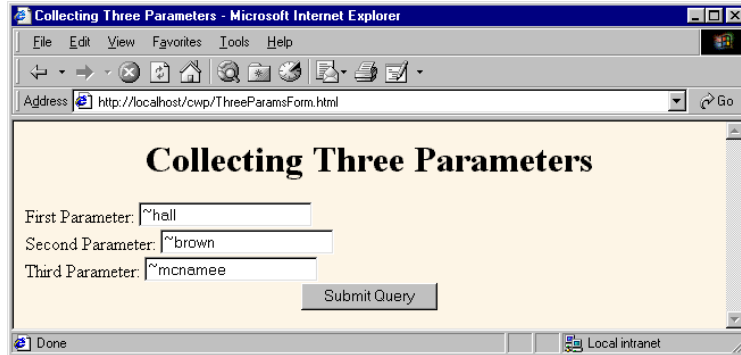 Collecting Three Parameters - Microsoft Internet Explorer
File Edit View Favorites Tools Help
Address http://localhost/cwp/ThreeParamsForm.html Go
Collecting Three Parameters
First Parameter: ~hall
Second Parameter: ~brown
Third Parameter: ~mcnamee
Submit Query
Done Local intranet